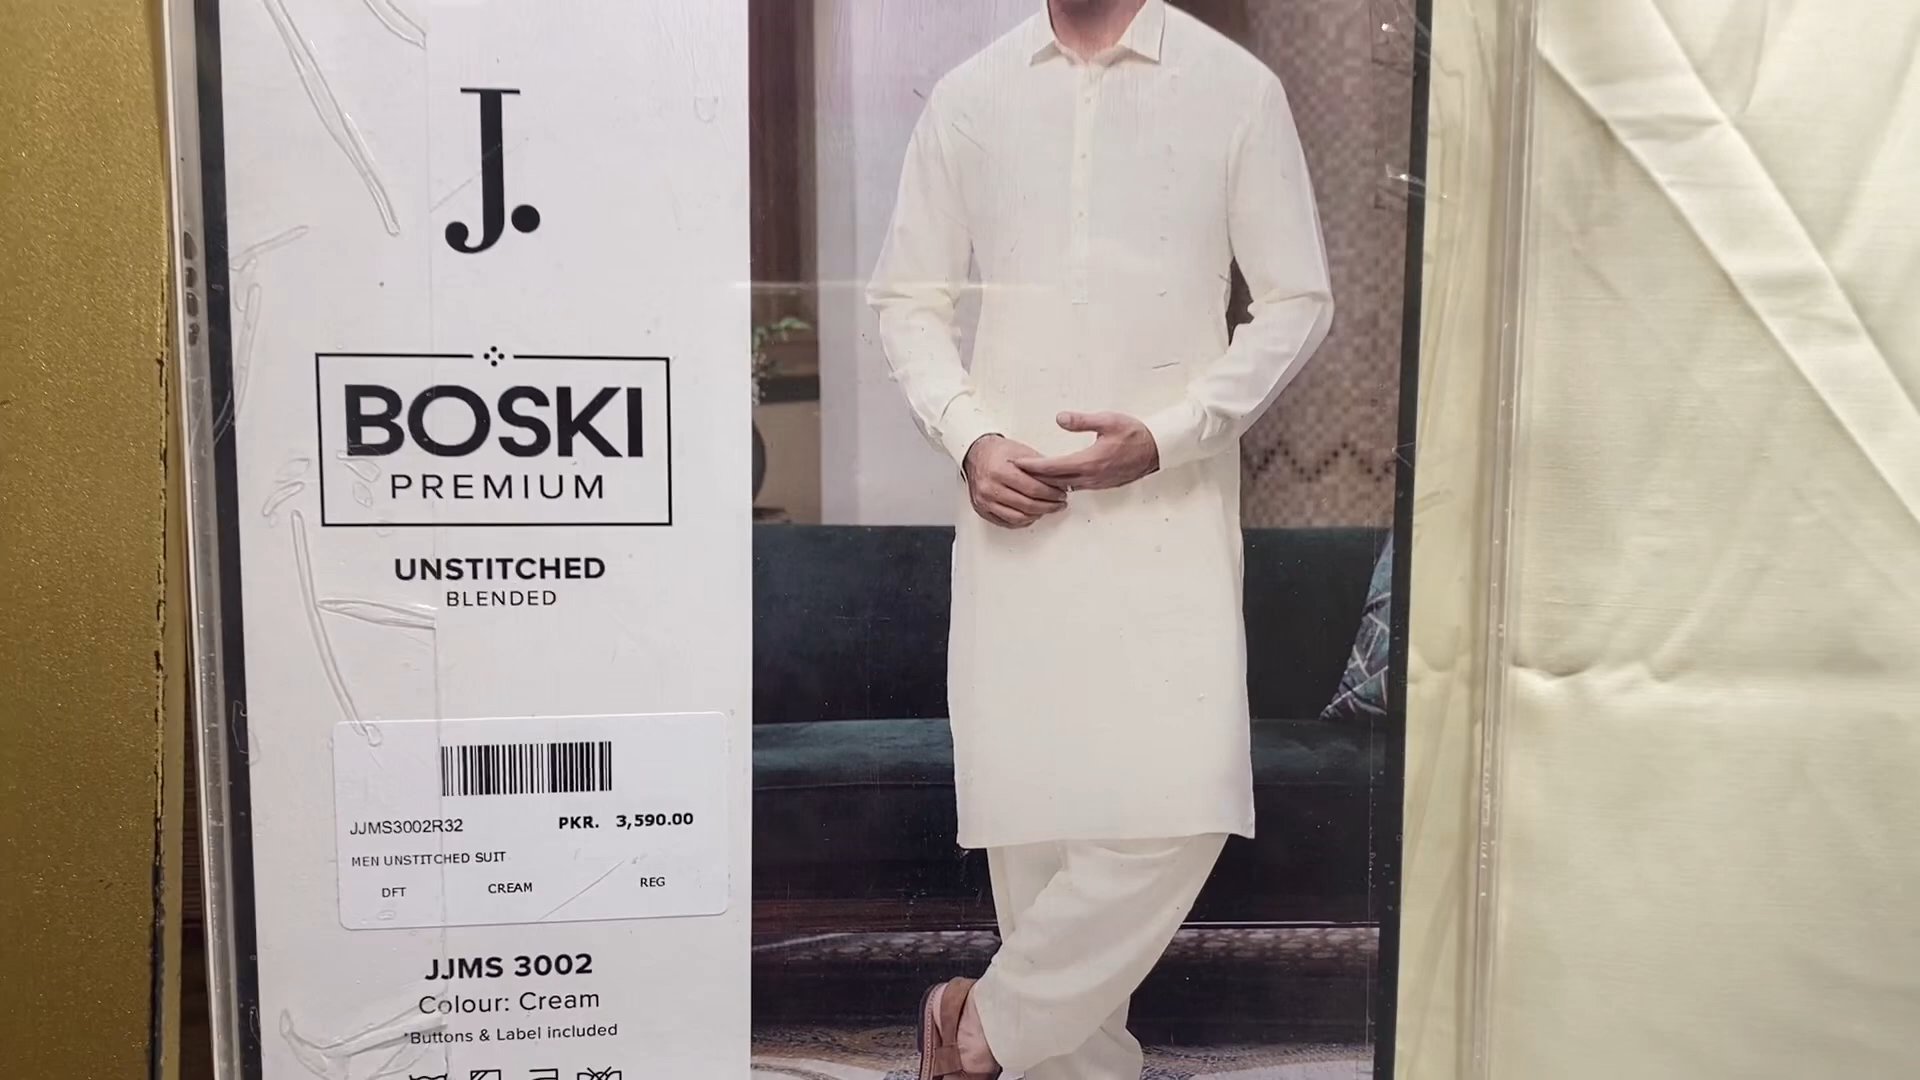 J.
BOSKI
PREMIUM
UNSTITCHED
BLENDED
JJMS3002R32 PKR. 3,590.00
MEN UNSTITCHED SUIT
DFT CREAM REG
JJMS 3002
Colour: Cream
*Buttons & Label included